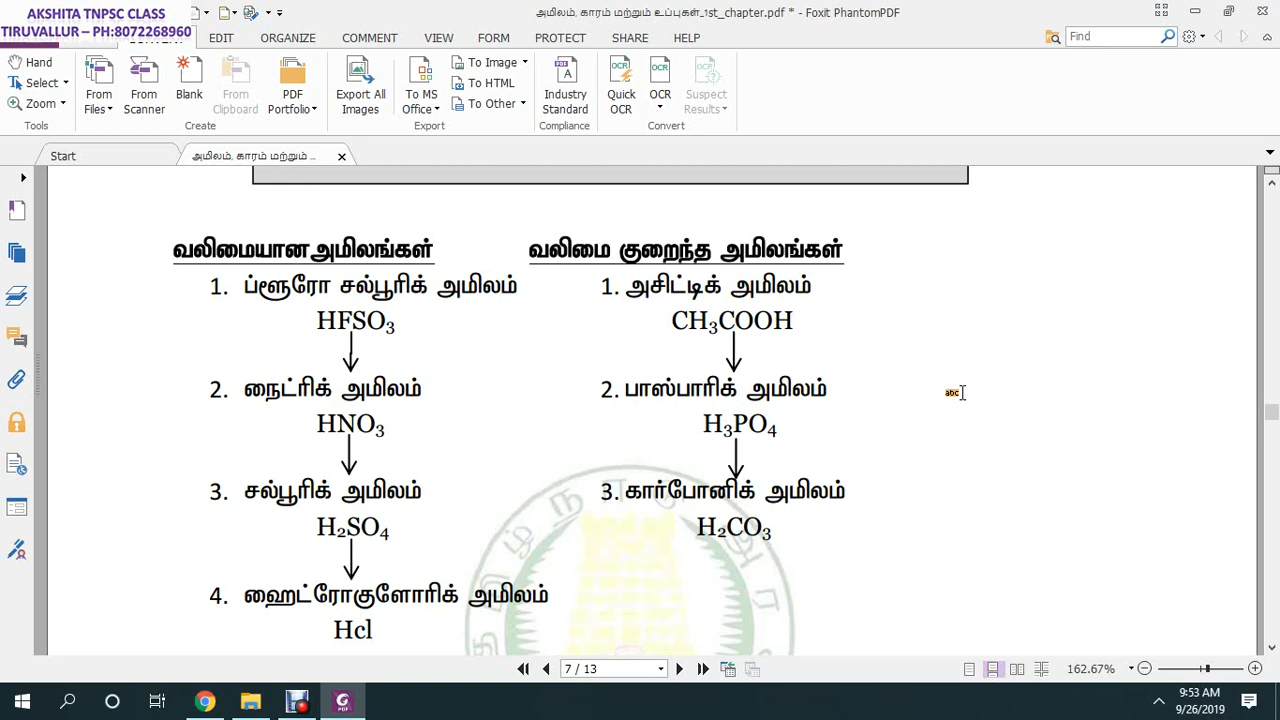 AKSHITA TNPSC CLASS
TIRUVALLUR – PH:8072268960
அமிலம், காரம் மற்றும் உப்புகள்_1st_chapter.pdf * - Foxit PhantomPDF
EDIT ORGANIZE COMMENT VIEW FORM PROTECT SHARE HELP
Find
Hand
Select
Zoom
Tools
From Files
From Scanner
Blank
From Clipboard
PDF Portfolio
Create
Export All Images
To MS Office
To Image
To HTML
To Other
Export
PDF/A
Industry Standard
Compliance
Quick OCR
OCR
Suspect Results
Convert
Start
அமிலம், காரம் மற்றும் ...
வலிமையான அமிலங்கள்
1. ப்ளூரோ சல்பூரிக் அமிலம்
HFSO₃
2. நைட்ரிக் அமிலம்
HNO₃
3. சல்பூரிக் அமிலம்
H₂SO₄
4. ஹைட்ரோகுளோரிக் அமிலம்
Hcl
வலிமை குறைந்த அமிலங்கள்
1. அசிட்டிக் அமிலம்
CH₃COOH
2. பாஸ்பாரிக் அமிலம்
H₃PO₄
3. கார்போனிக் அமிலம்
H₂CO₃
abc
7 / 13
162.67%
9:53 AM
9/26/2019